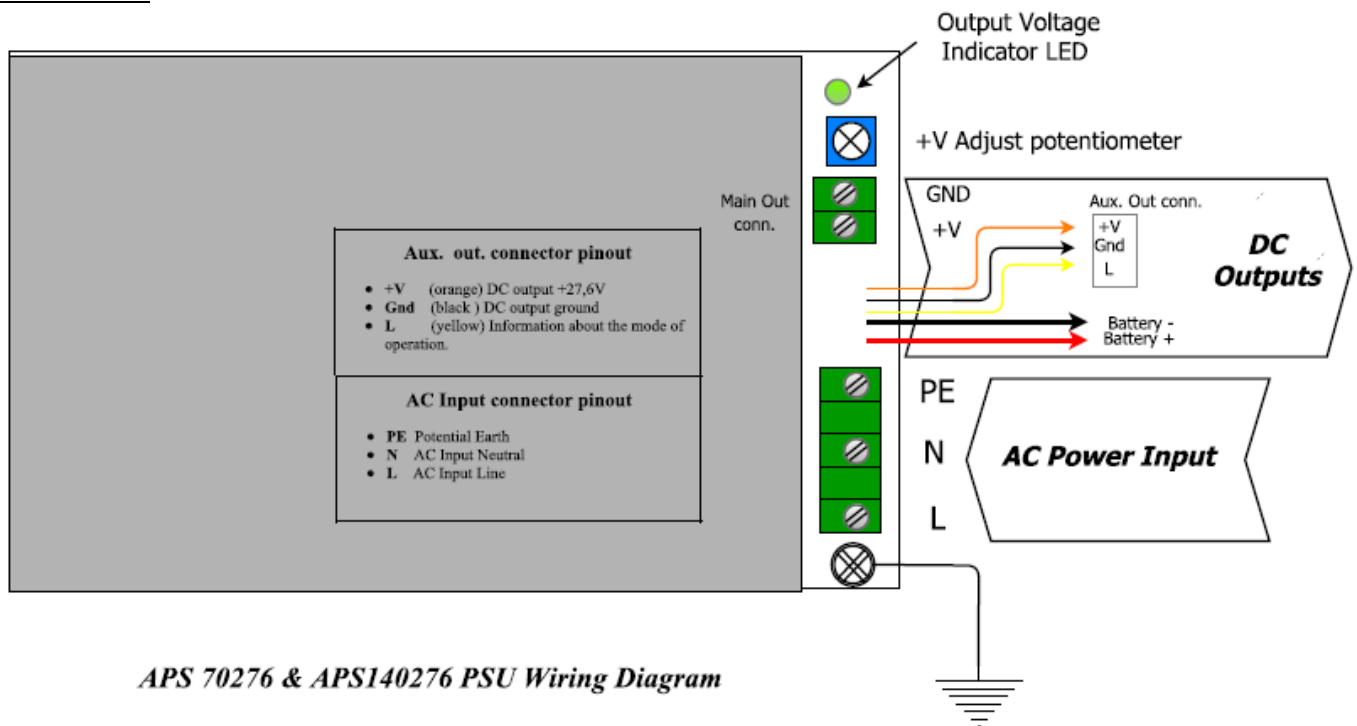 Output Voltage
Indicator LED
+V Adjust potentiometer
Main Out
conn.
GND
+V
Aux. Out conn.
+V
Gnd
L
DC
Outputs
Battery -
Battery +
Aux. out. connector pinout
• +V (orange) DC output +27,6V
• Gnd (black ) DC output ground
• L (yellow) Information about the mode of
operation.
AC Input connector pinout
• PE Potential Earth
• N AC Input Neutral
• L AC Input Line
PE
N
L
AC Power Input
APS 70276 & APS140276 PSU Wiring Diagram